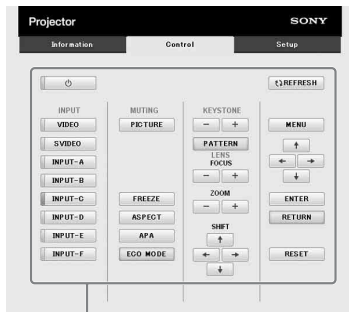 Projector SONY
Information Control Setup
REFRESH
INPUT MUTING KEYSTONE
VIDEO PICTURE - + MENU
SVIDEO PATTERN
INPUT-A LENS
FOCUS
INPUT-B - +
INPUT-C FREEZE ZOOM
- + ENTER
INPUT-D ASPECT RETURN
INPUT-E APA SHIFT
INPUT-F ECO MODE RESET